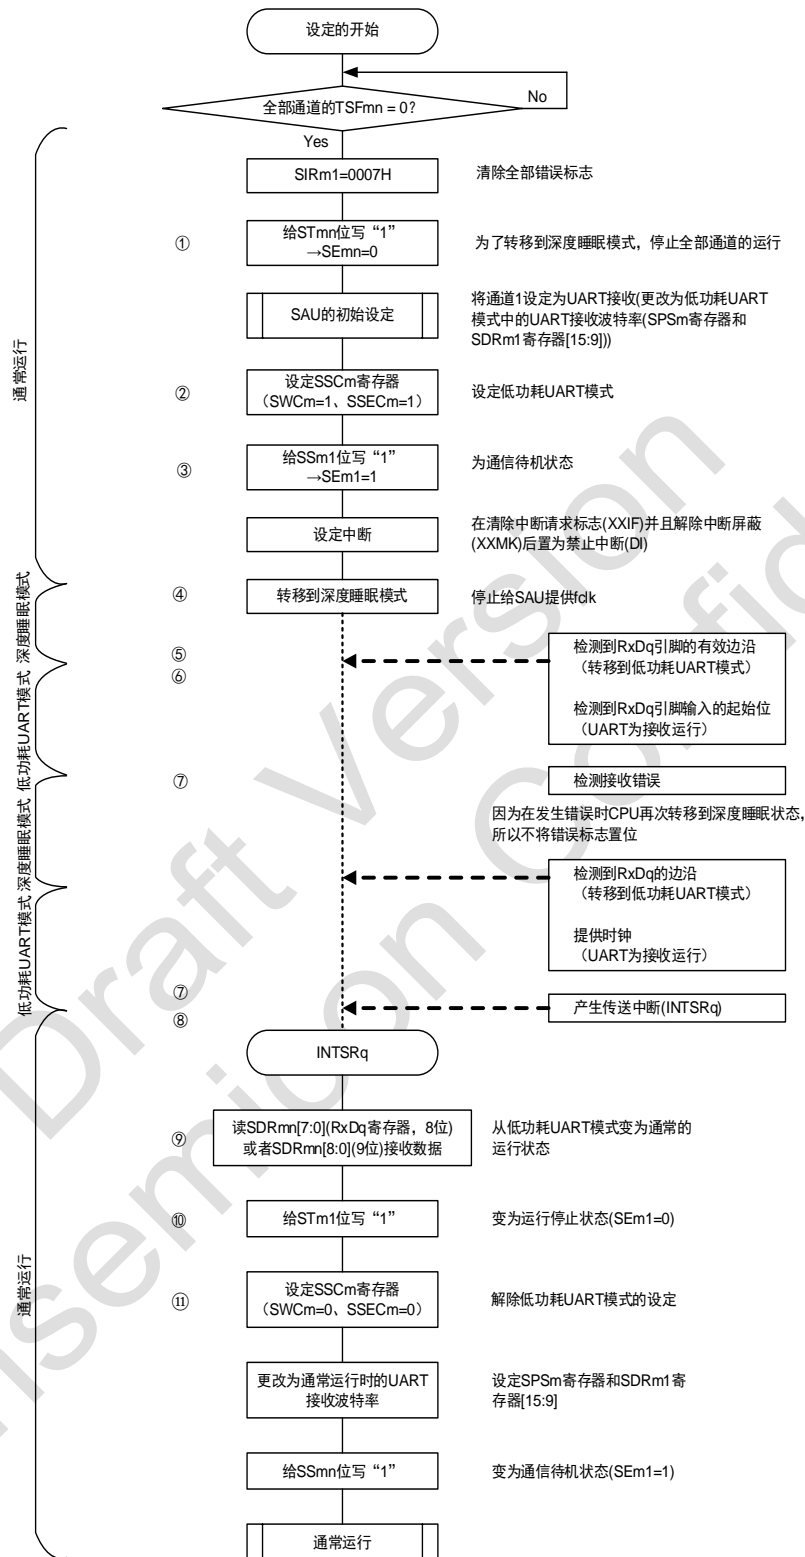 设定的开始
全部通道的TSFmn = 0?
No
Yes
SIRm1=0007H
清除全部错误标志
①
给STmn位写“1”
→SEmn=0
为了转移到深度睡眠模式，停止全部通道的运行
SAU的初始设定
将通道1设定为UART接收(更改为低功耗UART
模式中的UART接收波特率(SPSm寄存器和
SDRm1寄存器[15:9]))
通常运行
②
设定SSCm寄存器
（SWCm=1、SSECm=1）
设定低功耗UART模式
③
给SSm1位写“1”
→SEm1=1
为通信待机状态
设定中断
在清除中断请求标志(XXIF)并且解除中断屏蔽
(XXMK)后置为禁止中断(DI)
④
转移到深度睡眠模式
停止给SAU提供fclk
深度睡眠模式
⑤
⑥
检测到RxDq引脚的有效边沿
（转移到低功耗UART模式）
检测到RxDq引脚输入的起始位
（UART为接收运行）
低功耗UART模式
⑦
检测接收错误
因为在发生错误时CPU再次转移到深度睡眠状态，
所以不将错误标志置位
深度睡眠模式
检测到RxDq的边沿
（转移到低功耗UART模式）
提供时钟
（UART为接收运行）
低功耗UART模式
⑦
⑧
产生传送中断(INTSRq)
INTSRq
⑨
读SDRmn[7:0](RxDq寄存器，8位)
或者SDRmn[8:0](9位)接收数据
从低功耗UART模式变为通常的
运行状态
⑩
给STm1位写“1”
变为运行停止状态(SEm1=0)
通常运行
⑪
设定SSCm寄存器
（SWCm=0、SSECm=0）
解除低功耗UART模式的设定
更改为通常运行时的UART
接收波特率
设定SPSm寄存器和SDRm1寄
存器[15:9]
给SSmn位写“1”
变为通信待机状态(SEm1=1)
通常运行
Draft Version